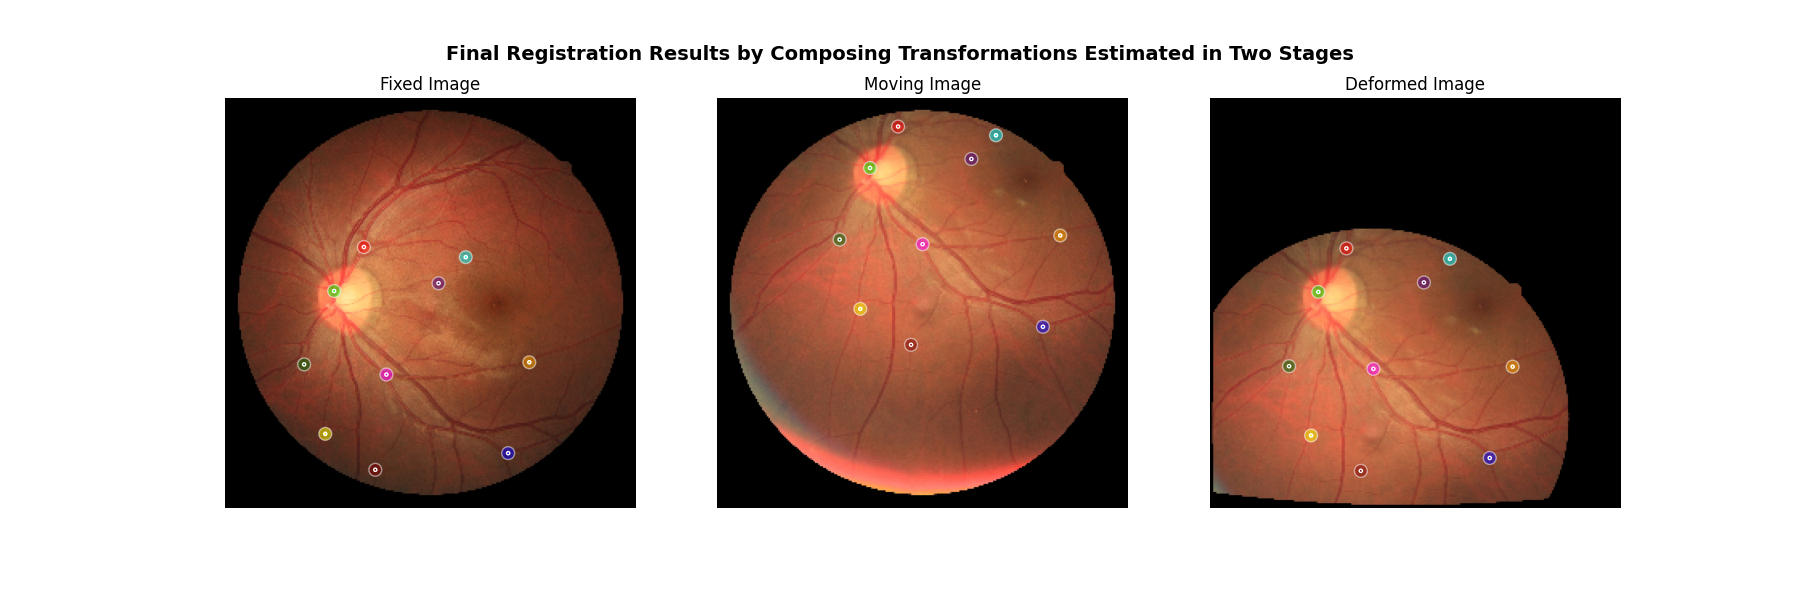 Final Registration Results by Composing Transformations Estimated in Two Stages
Fixed Image
Moving Image
Deformed Image